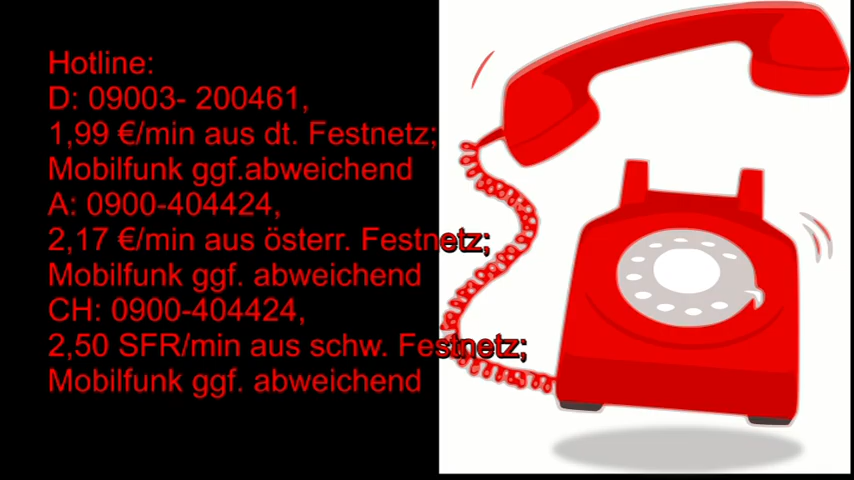 Hotline:
D: 09003- 200461,
1,99 €/min aus dt. Festnetz;
Mobilfunk ggf.abweichend
A: 0900-404424,
2,17 €/min aus österr. Festnetz;
Mobilfunk ggf. abweichend
CH: 0900-404424,
2,50 SFR/min aus schw. Festnetz;
Mobilfunk ggf. abweichend